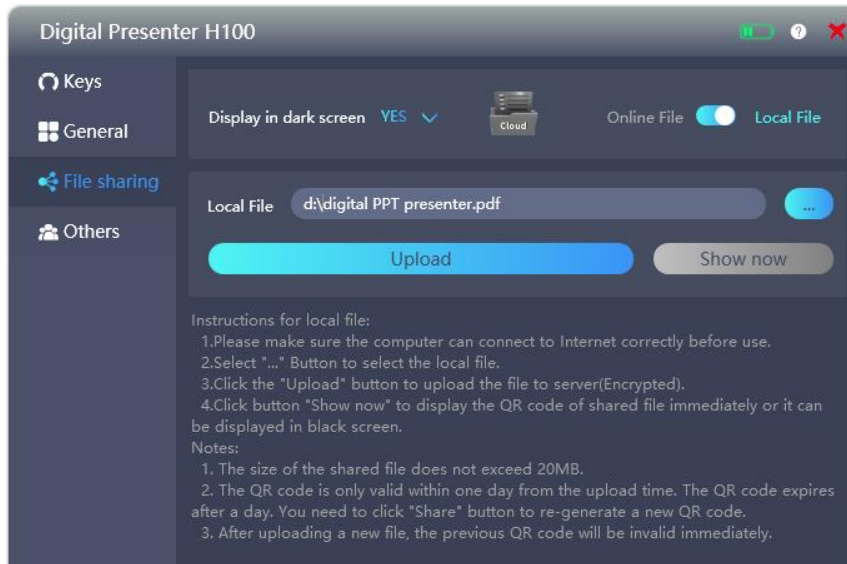 Digital Presenter H100
Keys
General
File sharing
Others
Display in dark screen YES
Cloud
Online File
Local File
Local File d:\digital PPT presenter.pdf ...
Upload
Show now
Instructions for local file:
1.Please make sure the computer can connect to Internet correctly before use.
2.Select "..." Button to select the local file.
3.Click the "Upload" button to upload the file to server(Encrypted).
4.Click button "Show now" to display the QR code of shared file immediately or it can
be displayed in black screen.
Notes:
1. The size of the shared file does not exceed 20MB.
2. The QR code is only valid within one day from the upload time. The QR code expires
after a day. You need to click "Share" button to re-generate a new QR code.
3. After uploading a new file, the previous QR code will be invalid immediately.